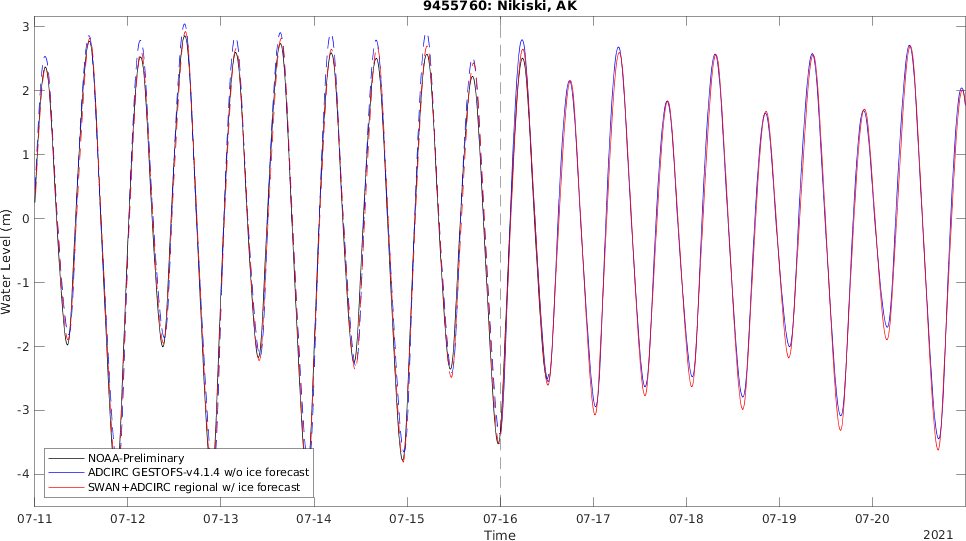 9455760: Nikiski, AK
3
2
1
0
-1
-2
-3
-4
Water Level (m)
NOAA-Preliminary
ADCIRC GESTOFS-v4.1.4 w/o ice forecast
SWAN+ADCIRC regional w/ ice forecast
07-11 07-12 07-13 07-14 07-15 07-16 07-17 07-18 07-19 07-20
Time
2021